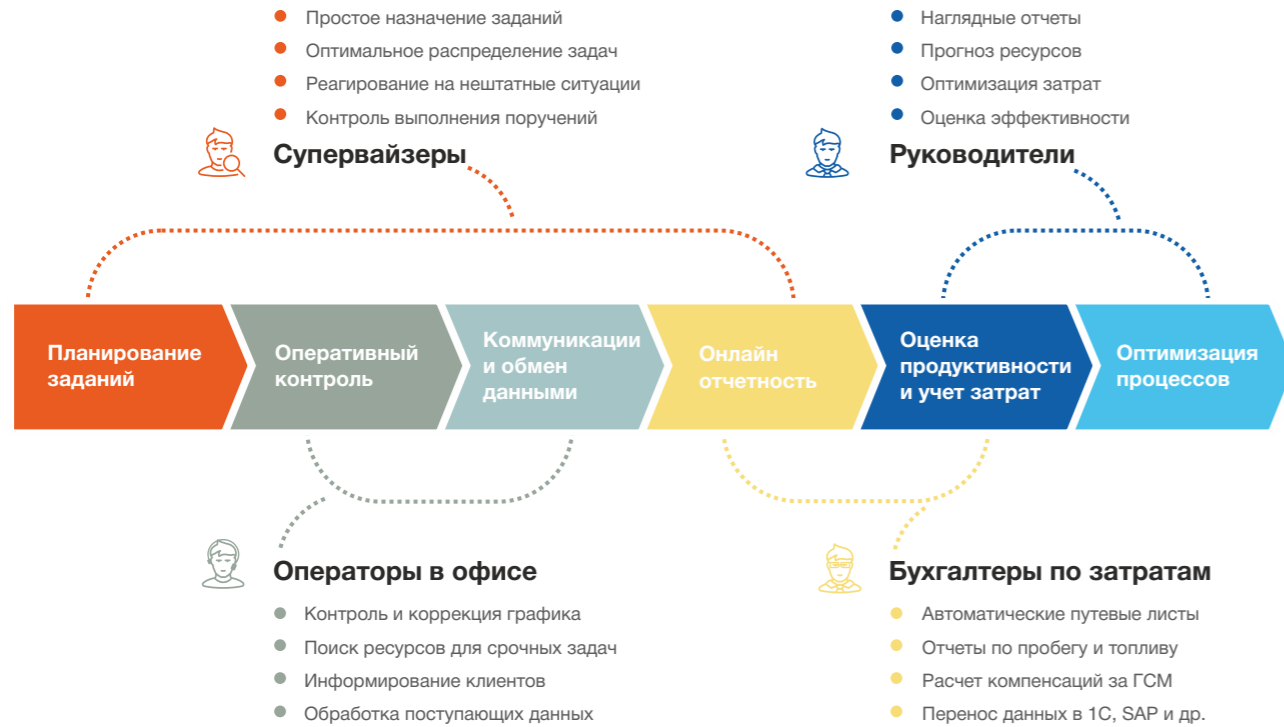 Простое назначение заданий
Оптимальное распределение задач
Реагирование на нештатные ситуации
Контроль выполнения поручений
Супервайзеры
Наглядные отчеты
Прогноз ресурсов
Оптимизация затрат
Оценка эффективности
Руководители
Планирование
заданий
Оперативный
контроль
Коммуникации
и обмен
данными
Онлайн
отчетность
Оценка
продуктивности
и учет затрат
Оптимизация
процессов
Операторы в офисе
Контроль и коррекция графика
Поиск ресурсов для срочных задач
Информирование клиентов
Обработка поступающих данных
Бухгалтеры по затратам
Автоматические путевые листы
Отчеты по пробегу и топливу
Расчет компенсаций за ГСМ
Перенос данных в 1С, SAP и др.